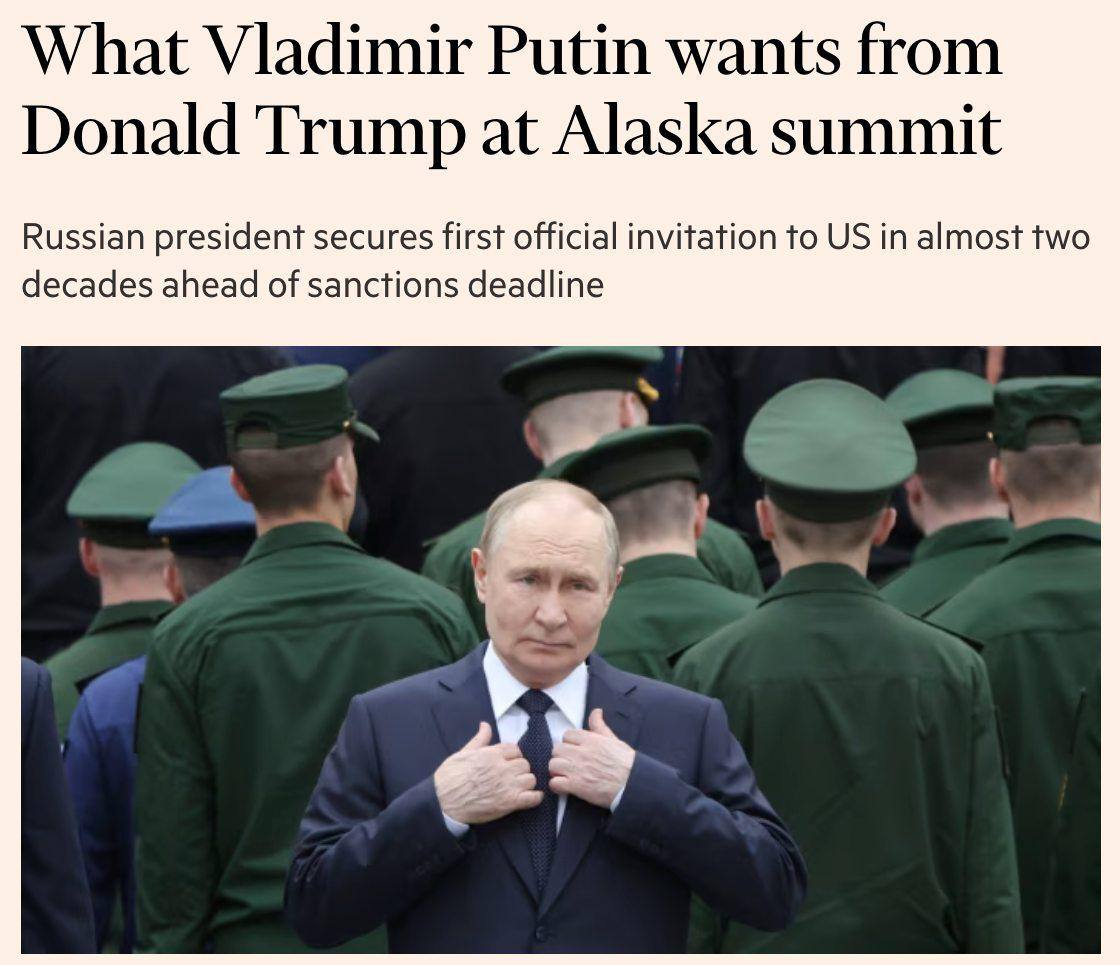 What Vladimir Putin wants from
Donald Trump at Alaska summit
Russian president secures first official invitation to US in almost two
decades ahead of sanctions deadline